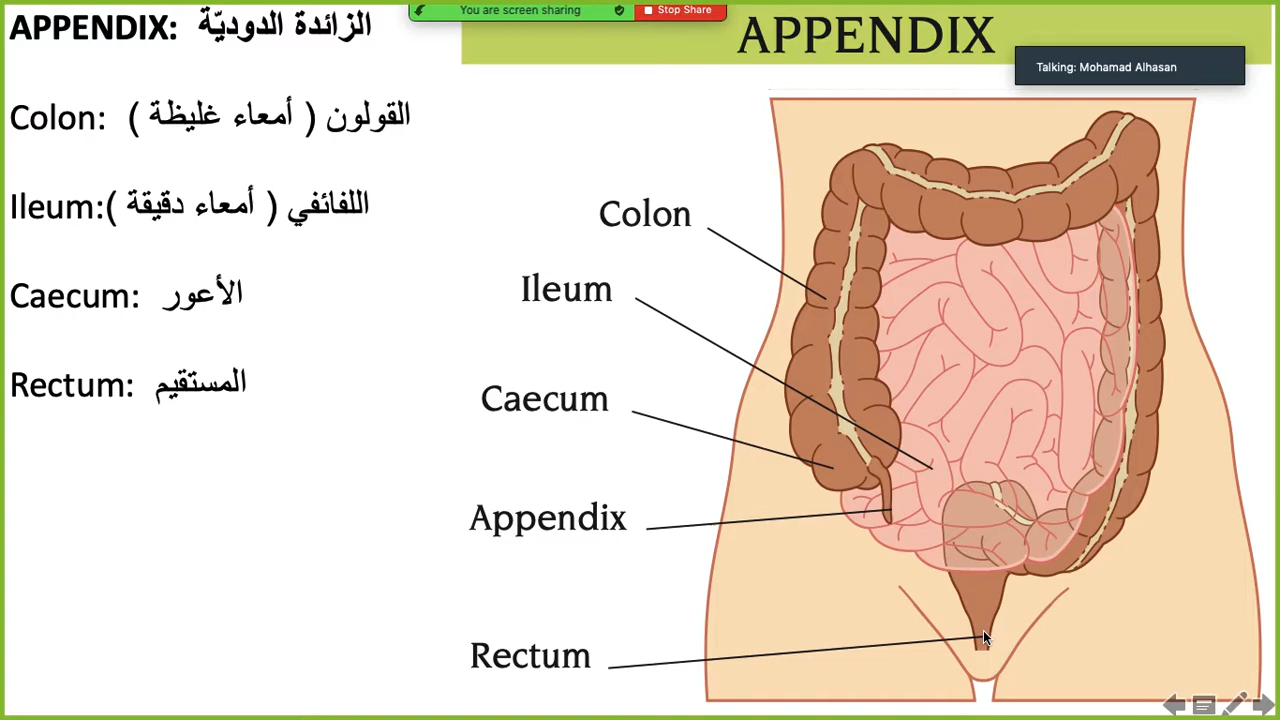 You are screen sharing Stop Share
APPENDIX
Talking: Mohamad Alhasan
APPENDIX: الزائدة الدوديّة
Colon: القولون ( أمعاء غليظة )
Ileum: اللفائفي ( أمعاء دقيقة )
Caecum: الأعور
Rectum: المستقيم
Colon
Ileum
Caecum
Appendix
Rectum